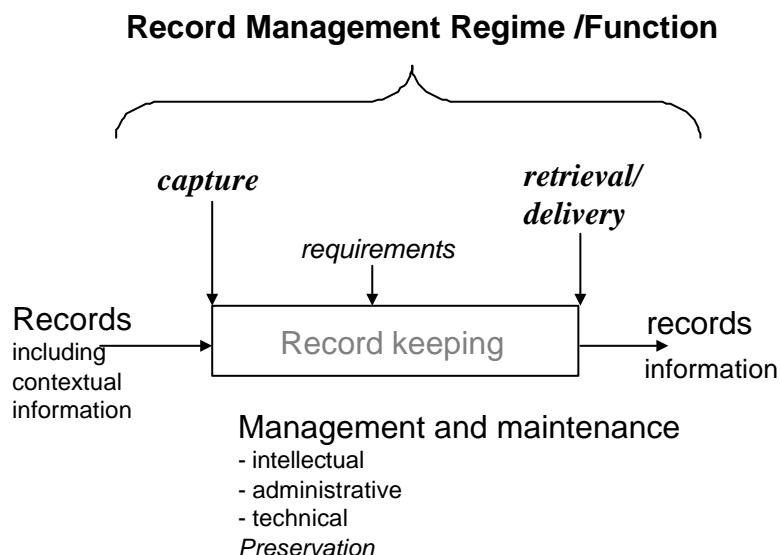 Record Management Regime /Function
capture
retrieval/
delivery
requirements
Records
including
contextual
information
Record keeping
records
information
Management and maintenance
- intellectual
- administrative
- technical
Preservation